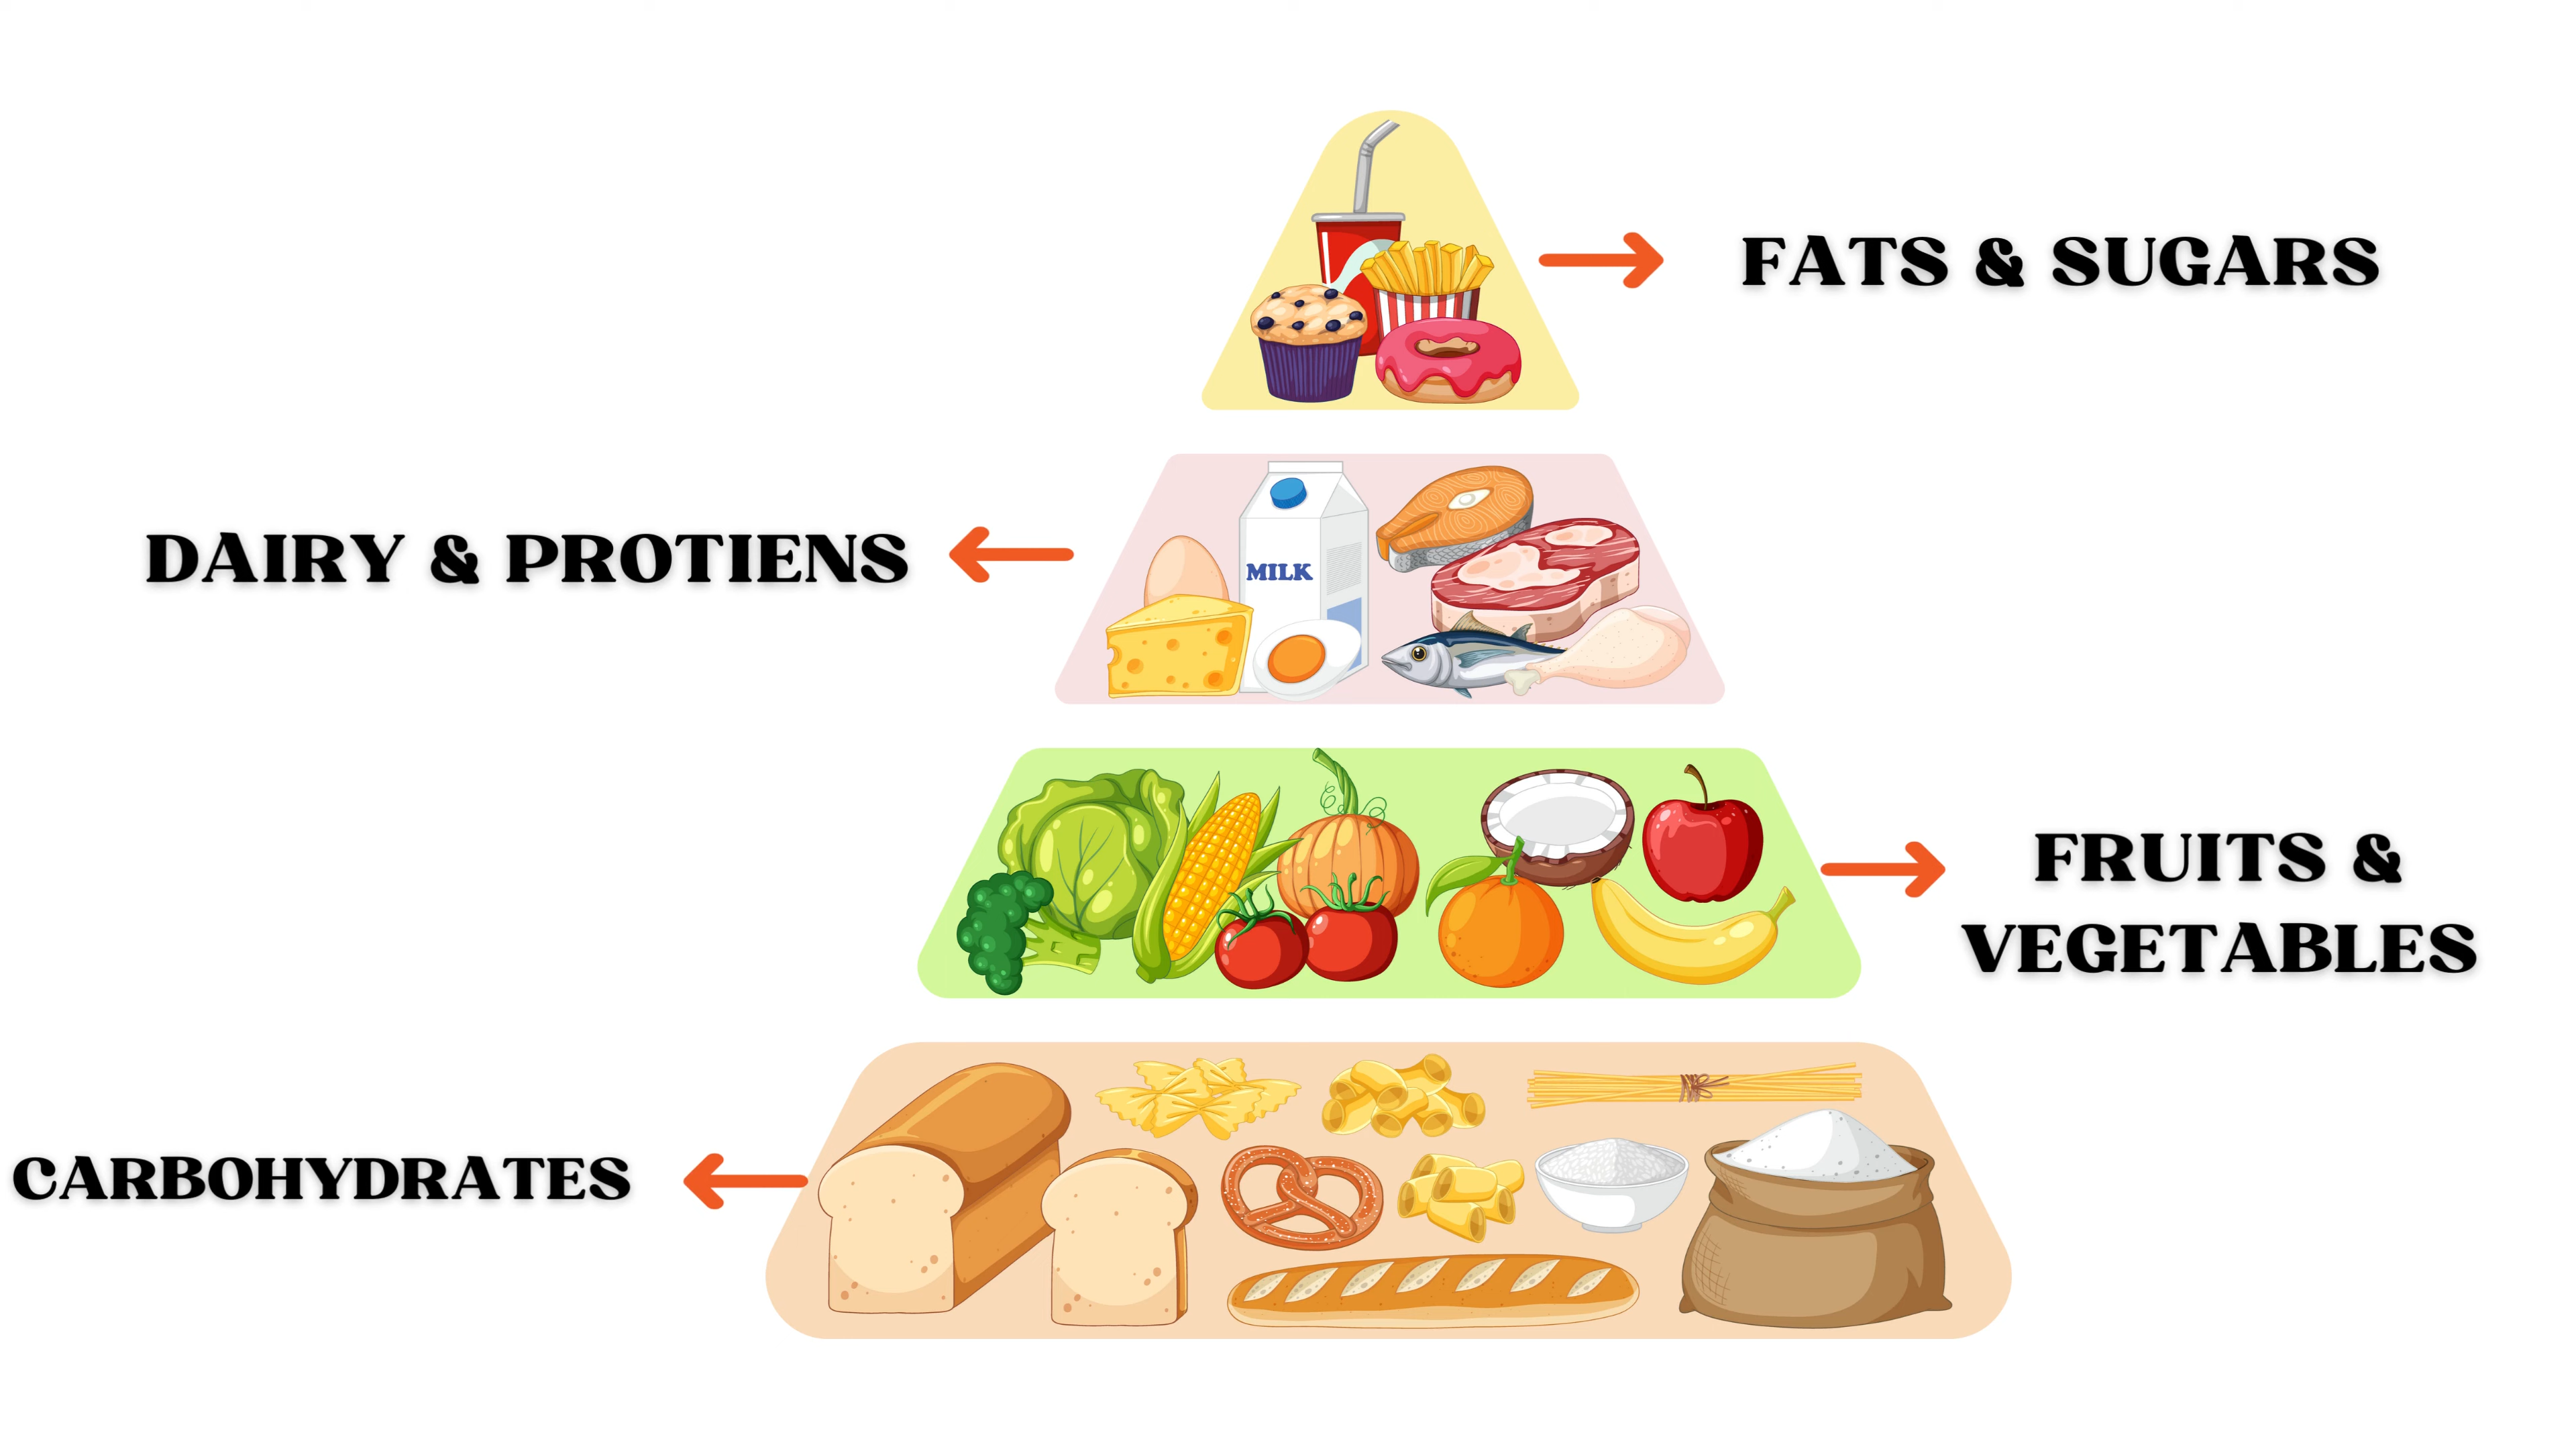 FATS & SUGARS
DAIRY & PROTIENS
MILK
FRUITS &
VEGETABLES
CARBOHYDRATES